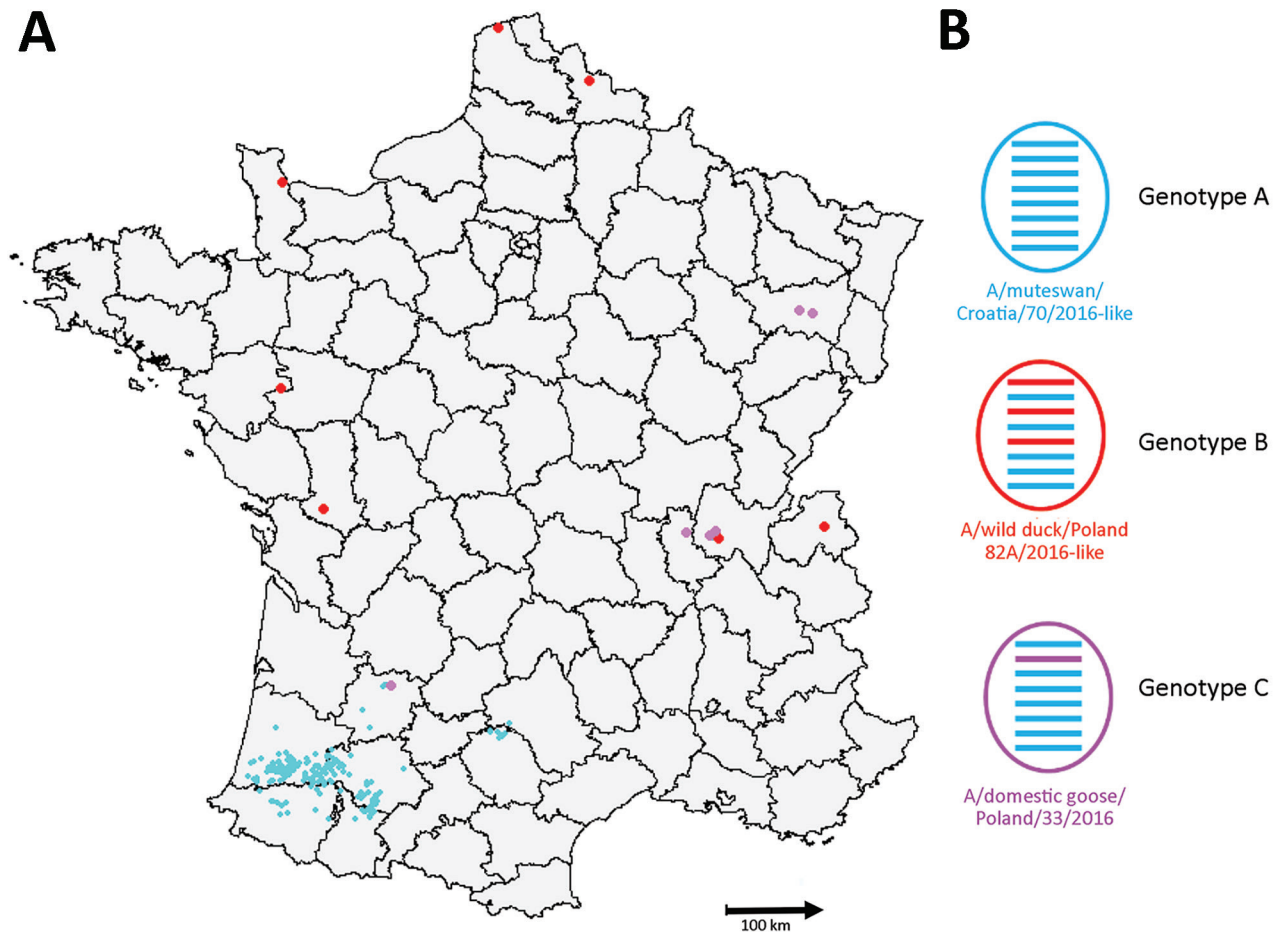 A
B
Genotype A
A/muteswan/
Croatia/70/2016-like
Genotype B
A/wild duck/Poland
82A/2016-like
Genotype C
A/domestic goose/
Poland/33/2016
100 km